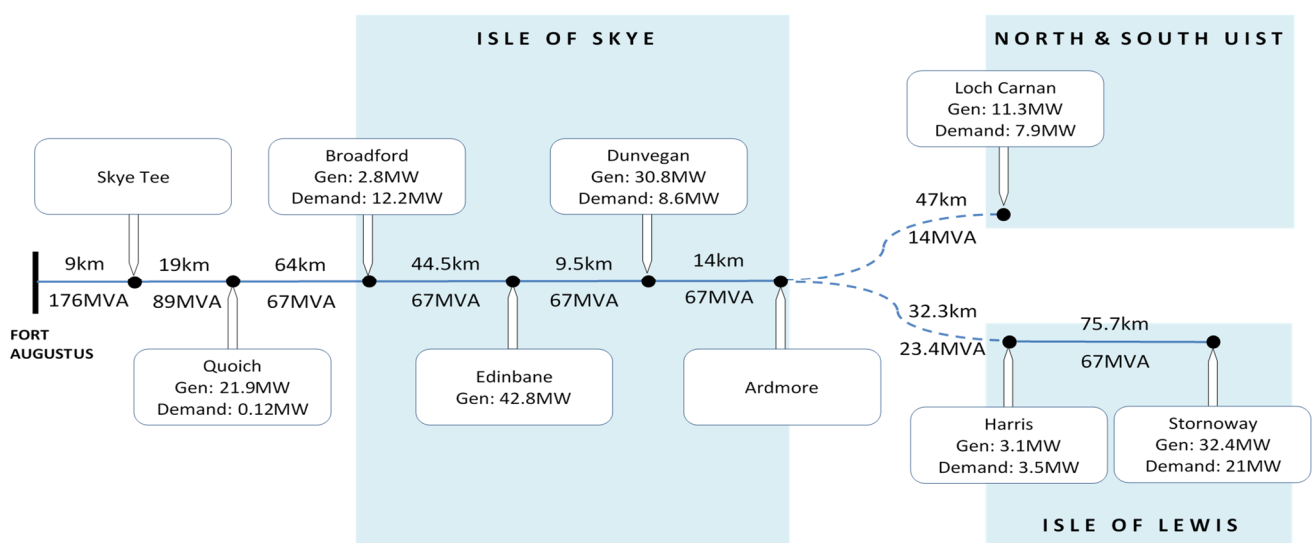 ISLE OF SKYE
NORTH & SOUTH UIST
Loch Carnan
Gen: 11.3MW
Demand: 7.9MW
Skye Tee
Broadford
Gen: 2.8MW
Demand: 12.2MW
Dunvegan
Gen: 30.8MW
Demand: 8.6MW
47km
14MVA
9km
19km
64km
44.5km
9.5km
14km
176MVA
89MVA
67MVA
67MVA
67MVA
67MVA
FORT
AUGUSTUS
32.3km
23.4MVA
75.7km
67MVA
Quoich
Gen: 21.9MW
Demand: 0.12MW
Edinbane
Gen: 42.8MW
Ardmore
Harris
Gen: 3.1MW
Demand: 3.5MW
Stornoway
Gen: 32.4MW
Demand: 21MW
ISLE OF LEWIS